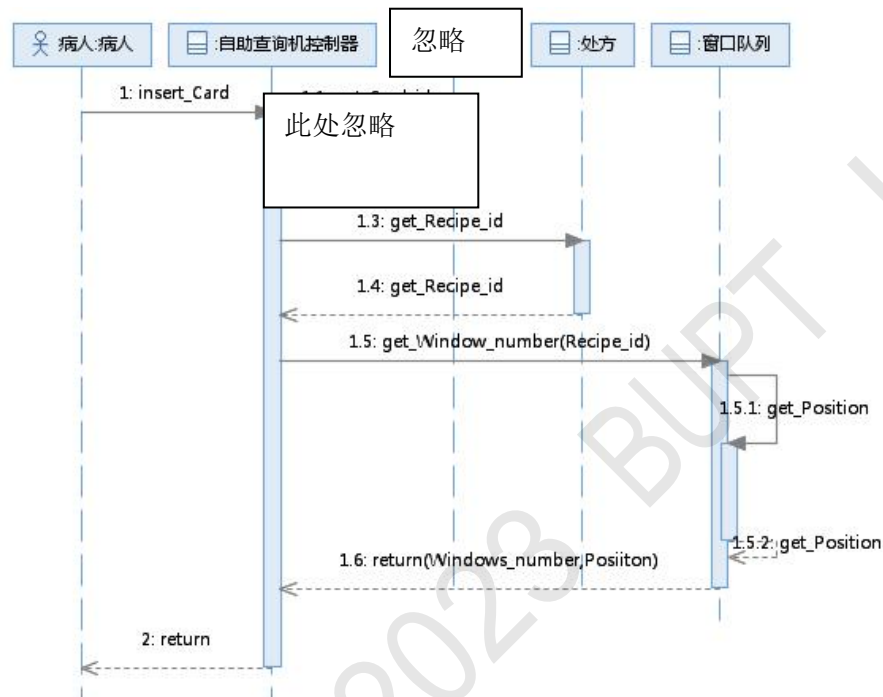 病人:病人
:自助查询机控制器
忽略
:处方
:窗口队列
1: insert_Card
此处忽略
1.3: get_Recipe_id
1.4: get_Recipe_id
1.5: get_Window_number(Recipe_id)
1.5.1: get_Position
1.5.2: get_Position
1.6: return(Windows_number,Posiiton)
2: return
2023 BUPT